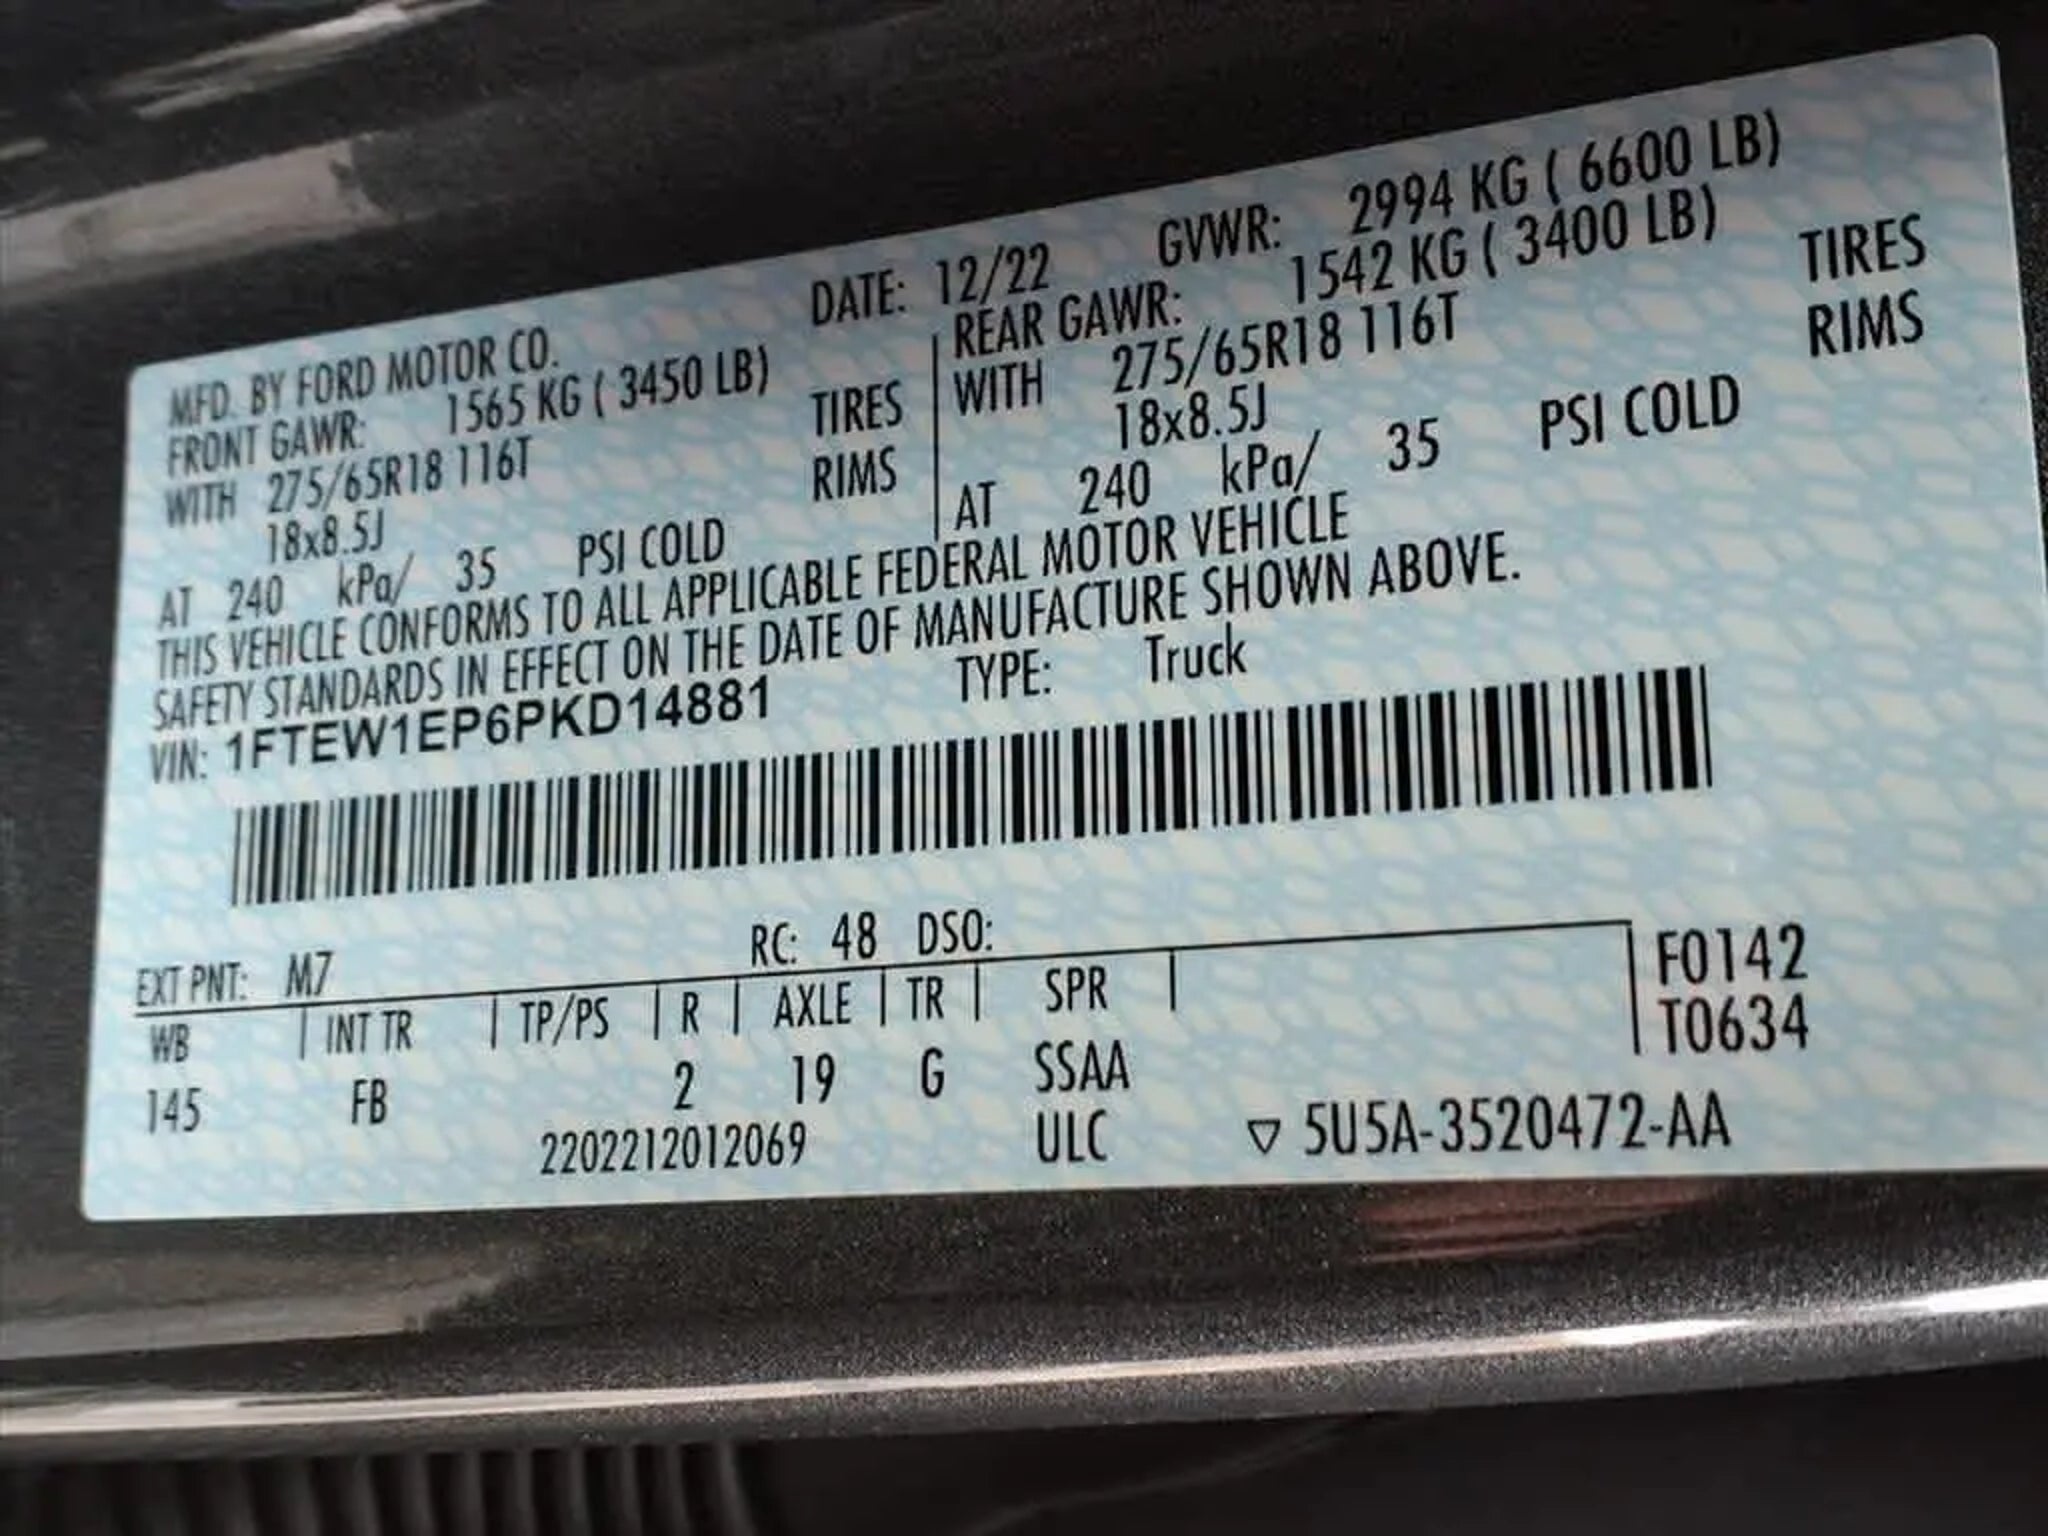 MFD. BY FORD MOTOR CO. DATE: 12/22 GVWR: 2994 KG ( 6600 LB)
FRONT GAWR: 1565 KG ( 3450 LB) REAR GAWR: 1542 KG ( 3400 LB)
WITH 275/65R18 116T TIRES WITH 275/65R18 116T TIRES
18x8.5J RIMS 18x8.5J RIMS
AT 240 kPa/ 35 PSI COLD AT 240 kPa/ 35 PSI COLD
THIS VEHICLE CONFORMS TO ALL APPLICABLE FEDERAL MOTOR VEHICLE
SAFETY STANDARDS IN EFFECT ON THE DATE OF MANUFACTURE SHOWN ABOVE.
VIN: 1FTEW1EP6PKD14881 TYPE: Truck
EXT PNT: M7 RC: 48 DSO:
WB INT TR TP/PS R AXLE TR SPR F0142
T0634
145 FB 2 19 G SSAA
2202212012069 ULC ▽ 5U5A-3520472-AA